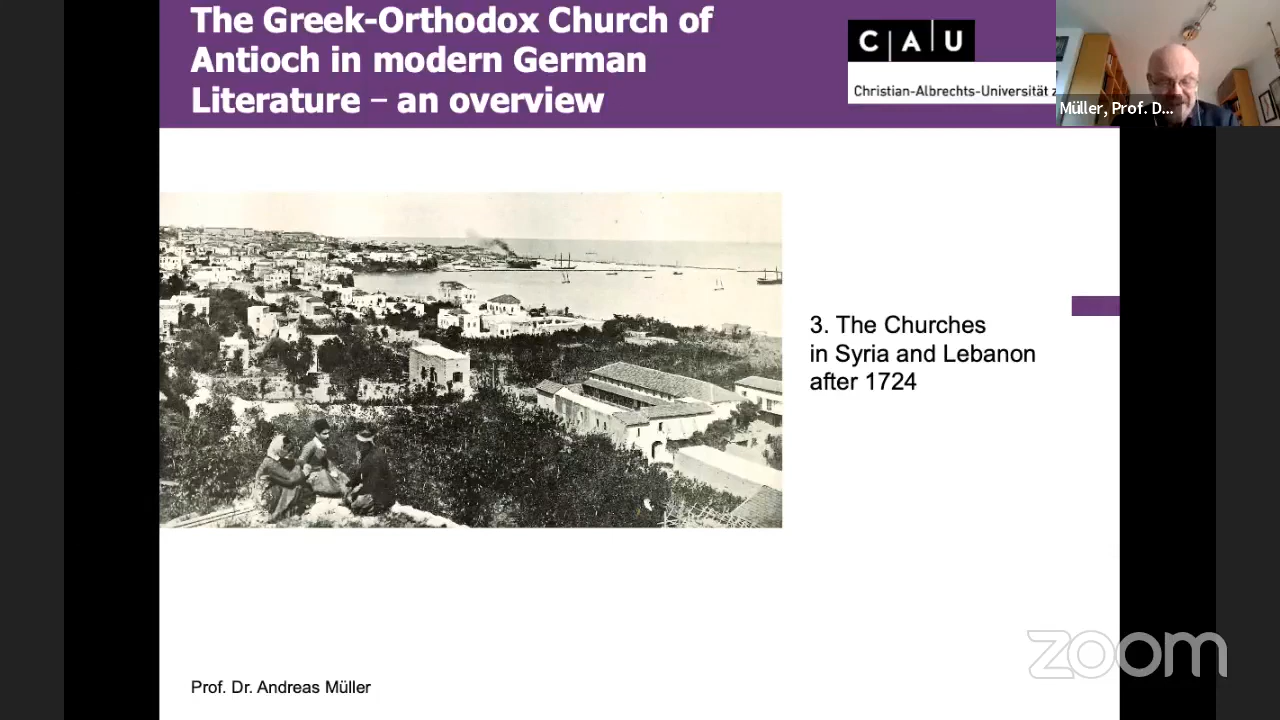 The Greek-Orthodox Church of
Antioch in modern German
Literature – an overview
C A U
Christian-Albrechts-Universität z
Müller, Prof. D...
3. The Churches
in Syria and Lebanon
after 1724
Prof. Dr. Andreas Müller
zoom